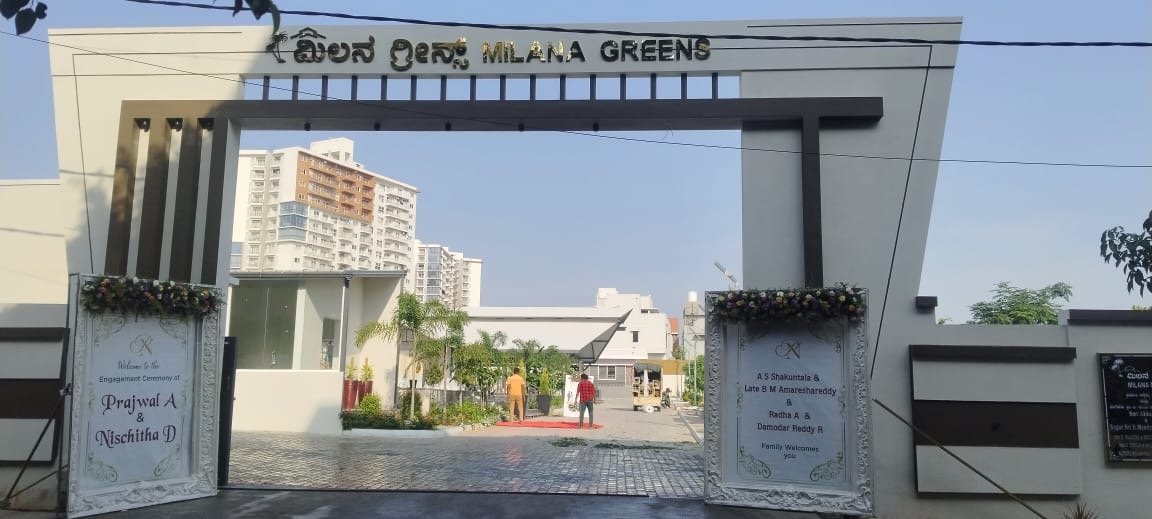 ಮಿಲನ ಗ್ರೀನ್ಸ್ MILANA GREENS
Welcome to the
Engagement Ceremony of
Prajwal A
&
Nischitha D
A S Shakuntala &
Late B M Amareshareddy
&
Radha A &
Damodar Reddy R
Family Welcomes
you
ಮಿಲನ
MILANA